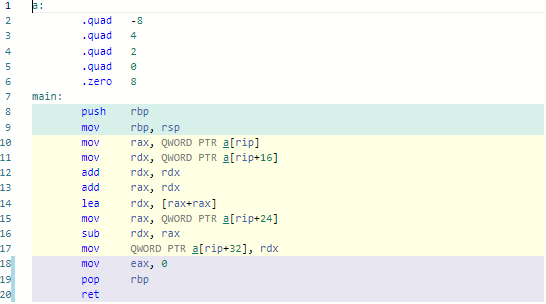 1 a:
2 .quad -8
3 .quad 4
4 .quad 2
5 .quad 0
6 .zero 8
7 main:
8 push rbp
9 mov rbp, rsp
10 mov rax, QWORD PTR a[rip]
11 mov rdx, QWORD PTR a[rip+16]
12 add rdx, rdx
13 add rax, rdx
14 lea rdx, [rax+rax]
15 mov rax, QWORD PTR a[rip+24]
16 sub rdx, rax
17 mov QWORD PTR a[rip+32], rdx
18 mov eax, 0
19 pop rbp
20 ret